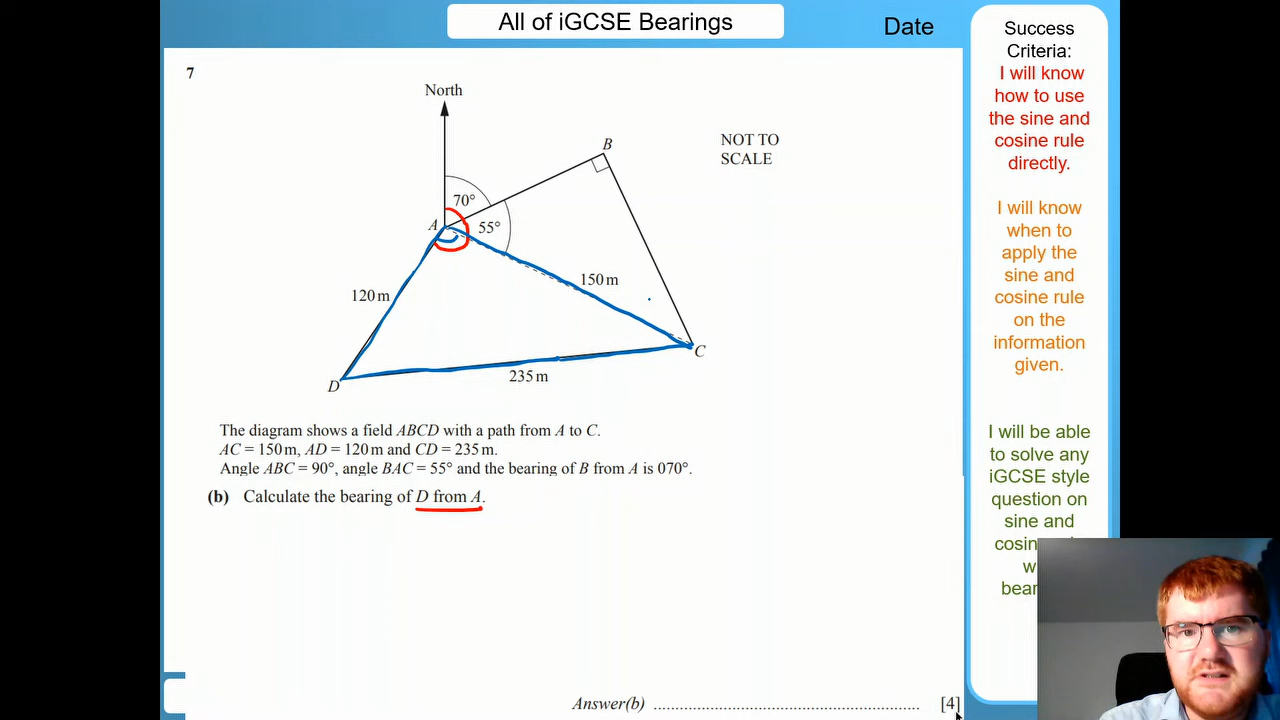 All of iGCSE Bearings
Date
Success
Criteria:
I will know
how to use
the sine and
cosine rule
directly.
I will know
when to
apply the
sine and
cosine rule
on the
information
given.
I will be able
to solve any
iGCSE style
question on
sine and
7
North
B
NOT TO
SCALE
70°
A
55°
150 m
120 m
C
D
235 m
The diagram shows a field ABCD with a path from A to C.
AC = 150 m, AD = 120 m and CD = 235 m.
Angle ABC = 90°, angle BAC = 55° and the bearing of B from A is 070°.
(b) Calculate the bearing of D from A.
Answer(b) ........................................................ [4]